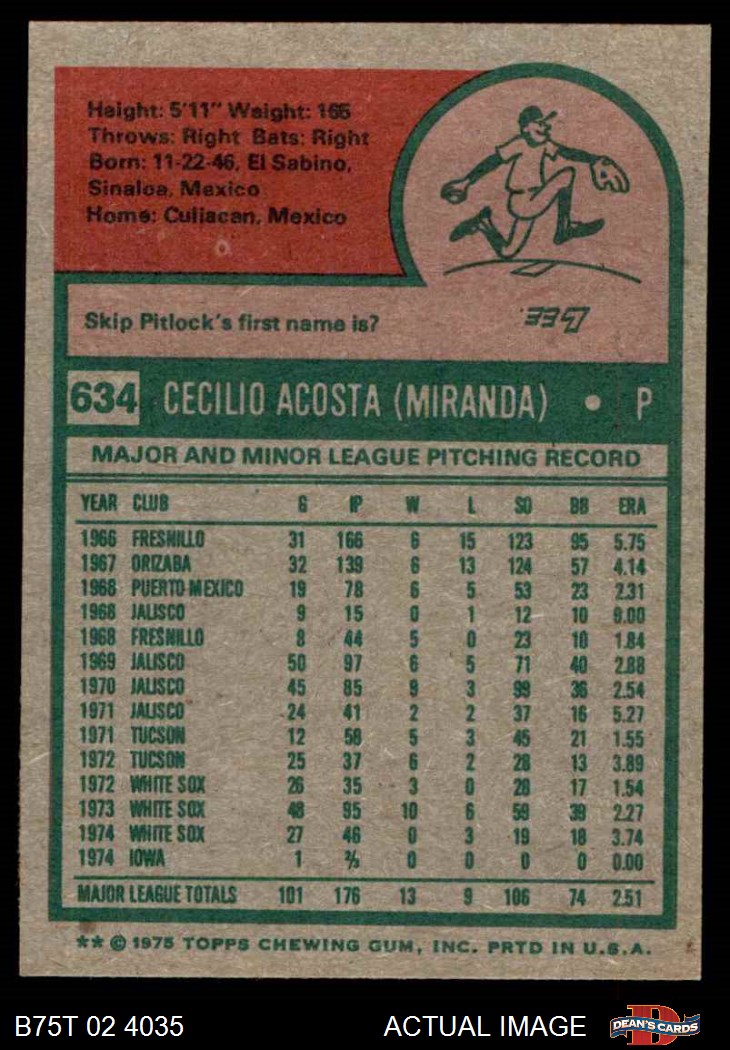 Height: 5'11" Weight: 165
Throws: Right Bats: Right
Born: 11-22-46, El Sabino,
Sinaloa, Mexico
Home: Culiacan, Mexico
Skip Pitlock's first name is?
LEE
634 CECILIO ACOSTA (MIRANDA) • P
MAJOR AND MINOR LEAGUE PITCHING RECORD
YEAR CLUB G IP W L SO BB ERA
1966 FRESNILLO 31 166 6 15 123 95 5.75
1967 ORIZABA 32 139 6 13 124 57 4.14
1968 PUERTO MEXICO 19 78 6 5 53 23 2.31
1968 JALISCO 9 15 0 1 12 10 6.00
1968 FRESNILLO 8 44 5 0 23 10 1.84
1969 JALISCO 50 97 6 5 71 40 2.88
1970 JALISCO 45 85 9 3 99 36 2.54
1971 JALISCO 24 41 2 2 37 16 5.27
1971 TUCSON 12 58 5 3 45 21 1.55
1972 TUCSON 25 37 6 2 28 13 3.89
1972 WHITE SOX 26 35 3 0 28 17 1.54
1973 WHITE SOX 48 95 10 6 59 39 2.27
1974 WHITE SOX 27 46 0 3 19 18 3.74
1974 IOWA 1 ⅔ 0 0 0 0 0.00
MAJOR LEAGUE TOTALS 101 176 13 9 106 74 2.51
** © 1975 TOPPS CHEWING GUM, INC. PRTD IN U.S.A.
B75T 02 4035 ACTUAL IMAGE DEAN'S CARDS